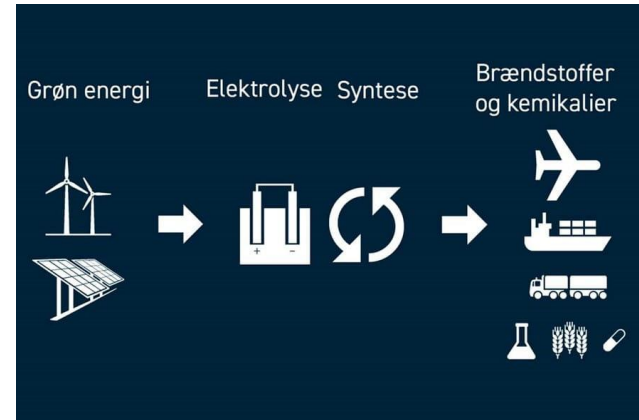 Grøn energi
Elektrolyse
Syntese
Brændstoffer
og kemikalier
+ −